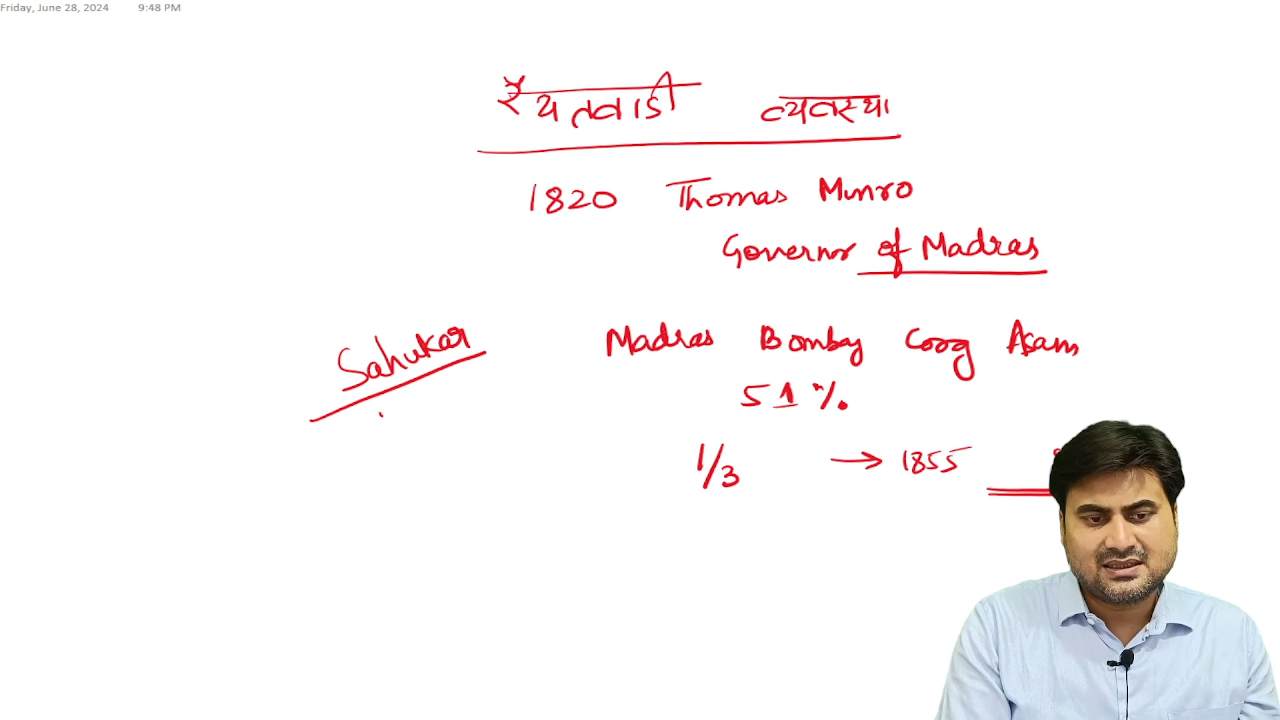 Friday, June 28, 2024 9:48 PM
रैयतवाडी व्यवस्था
1820 Thomas Munro
Governor of Madras
Sahukar
Madras Bombay Coorg Asam
51%
1/3 → 1855